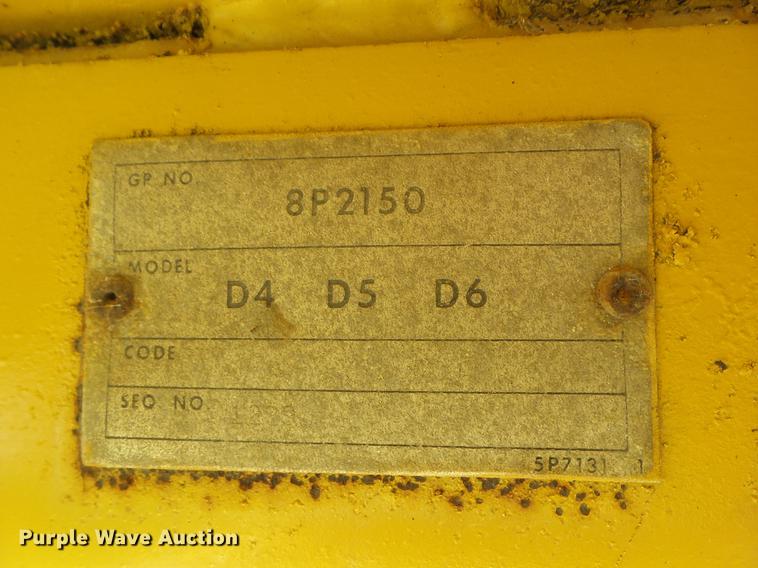 GP NO.
8P2150
MODEL
D4 D5 D6
CODE
SEQ NO.
5P7131 1
Purple Wave Auction